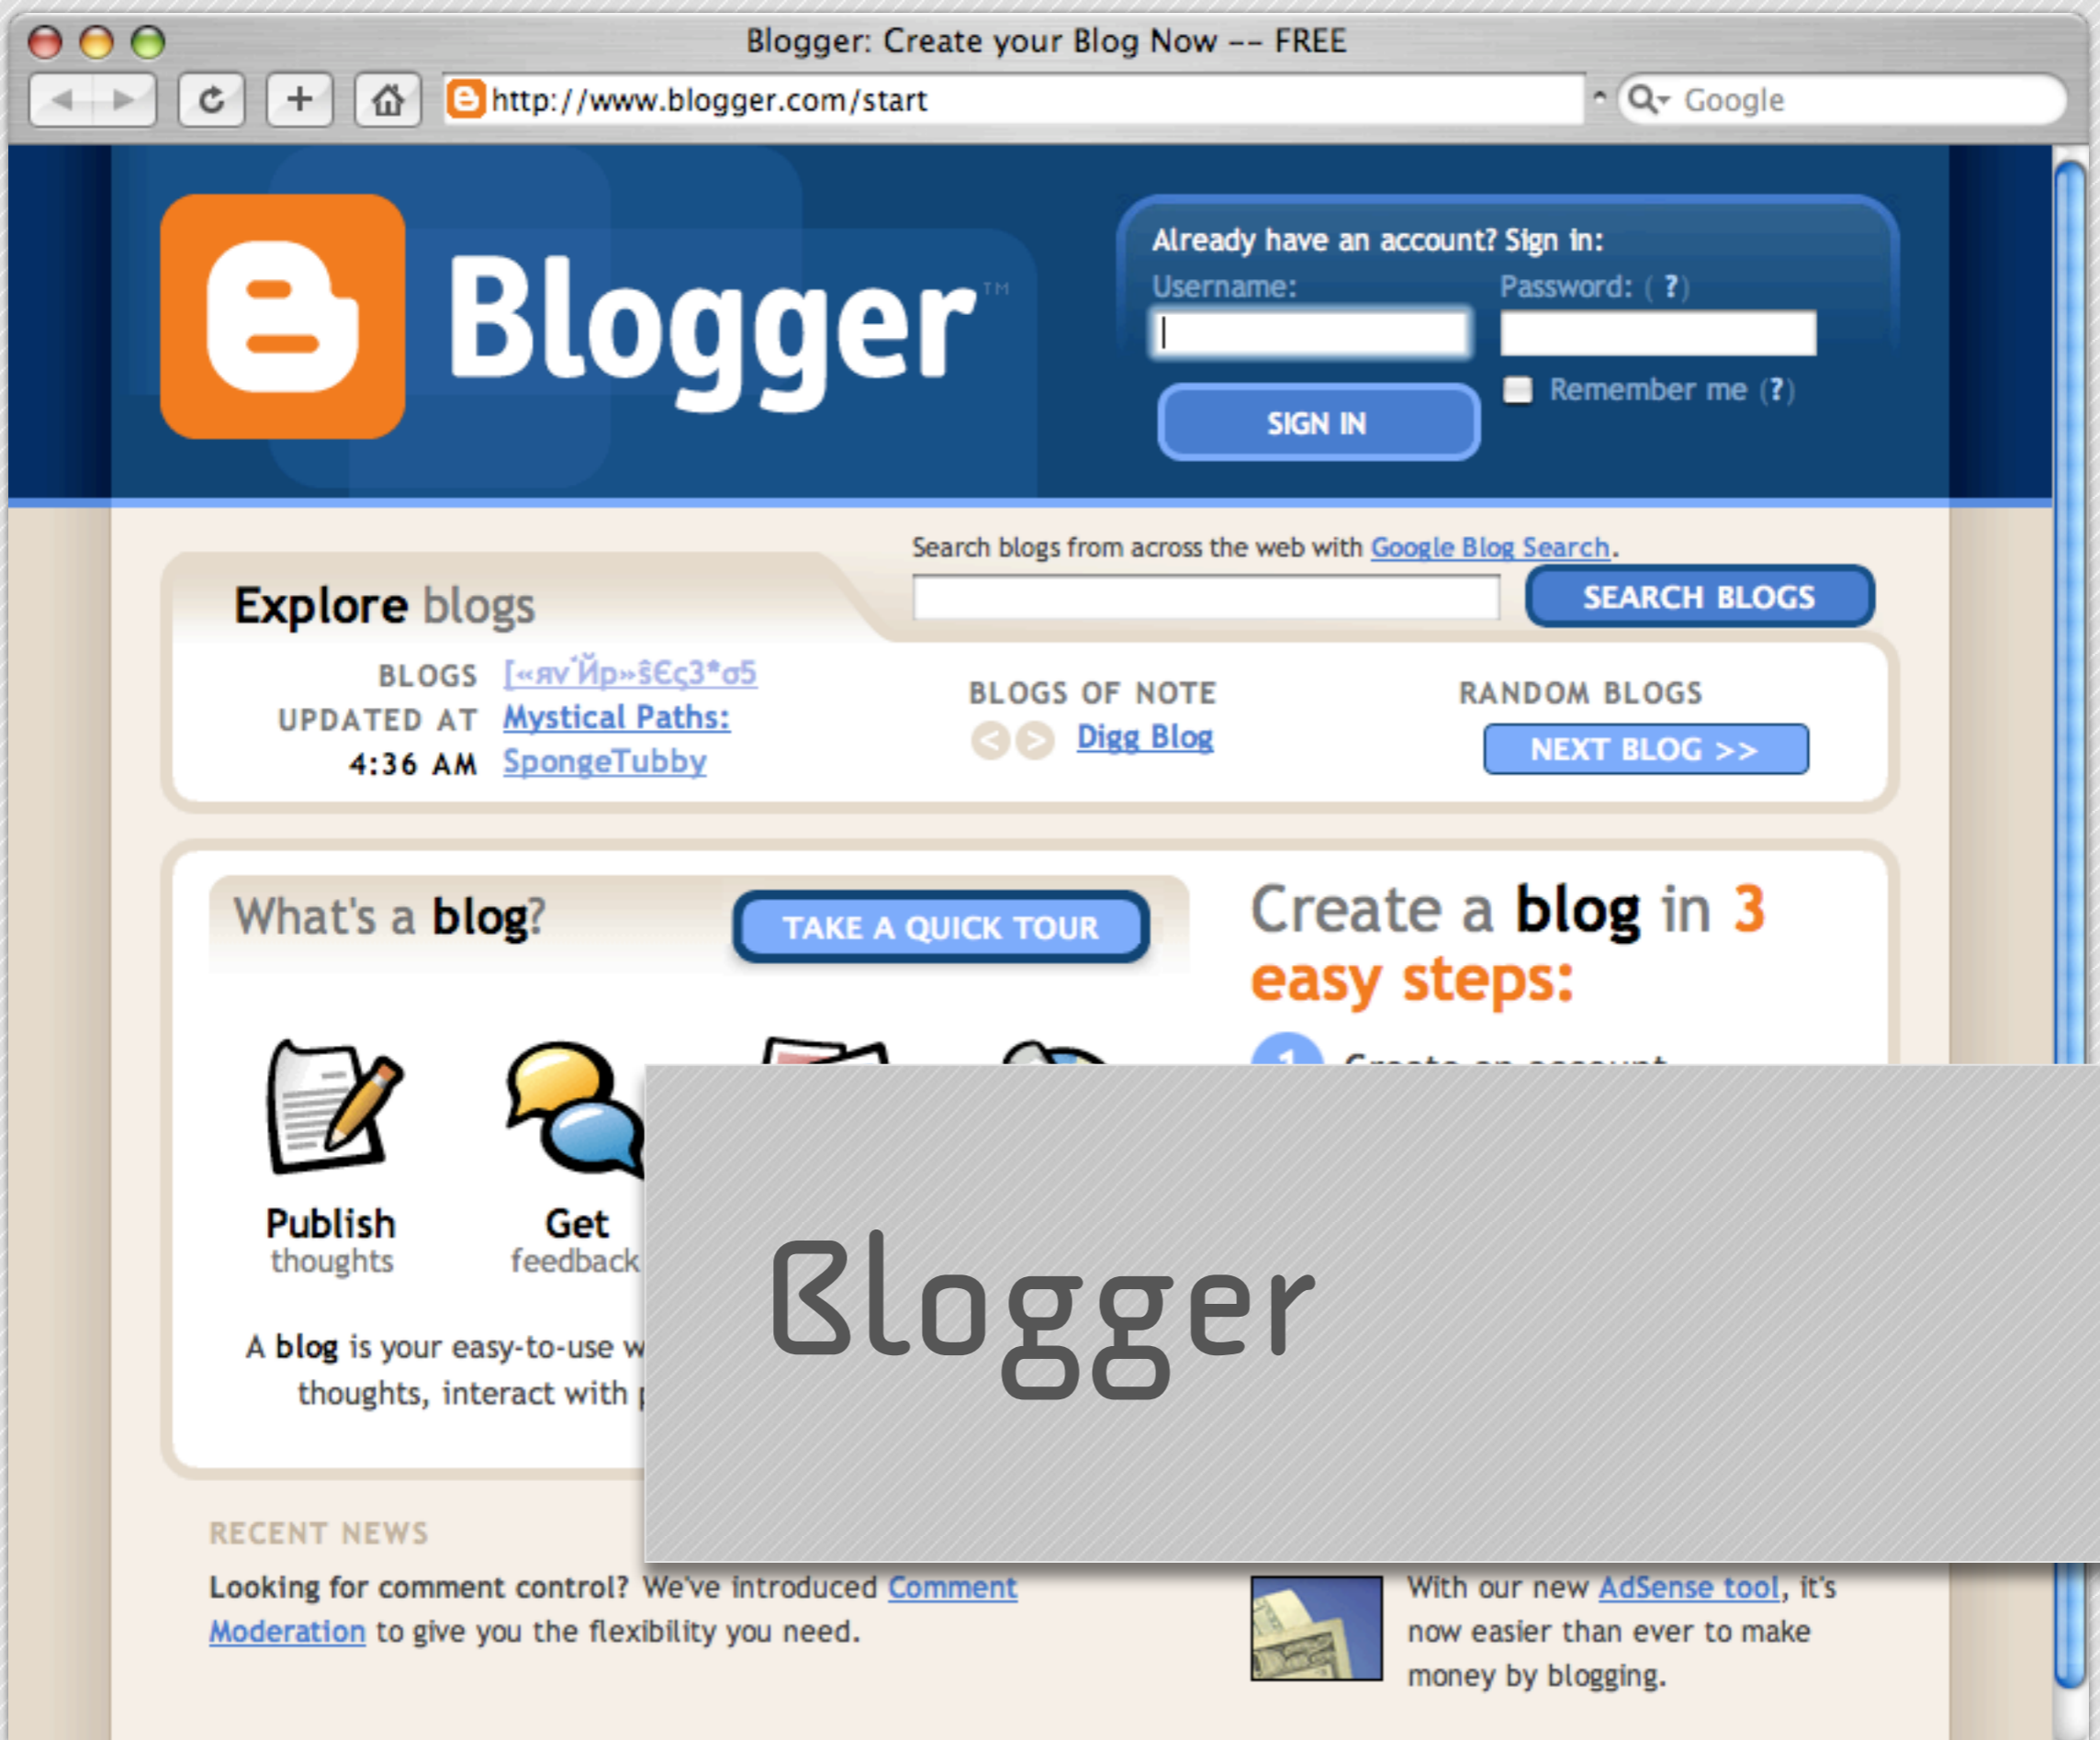 Blogger: Create your Blog Now -- FREE
http://www.blogger.com/start
Google
Blogger™
Already have an account? Sign in:
Username:
Password: (?)
SIGN IN
Remember me (?)
Search blogs from across the web with Google Blog Search.
SEARCH BLOGS
Explore blogs
BLOGS
UPDATED AT
4:36 AM
Mystical Paths:
SpongeTubby
BLOGS OF NOTE
< > Digg Blog
RANDOM BLOGS
NEXT BLOG >>
What's a blog?
TAKE A QUICK TOUR
Publish
thoughts
Get
feedback
A blog is your easy-to-use
thoughts, interact with
Create a blog in 3
easy steps:
1 Create an account
Blogger
RECENT NEWS
Looking for comment control? We've introduced Comment
Moderation to give you the flexibility you need.
With our new AdSense tool, it's
now easier than ever to make
money by blogging.